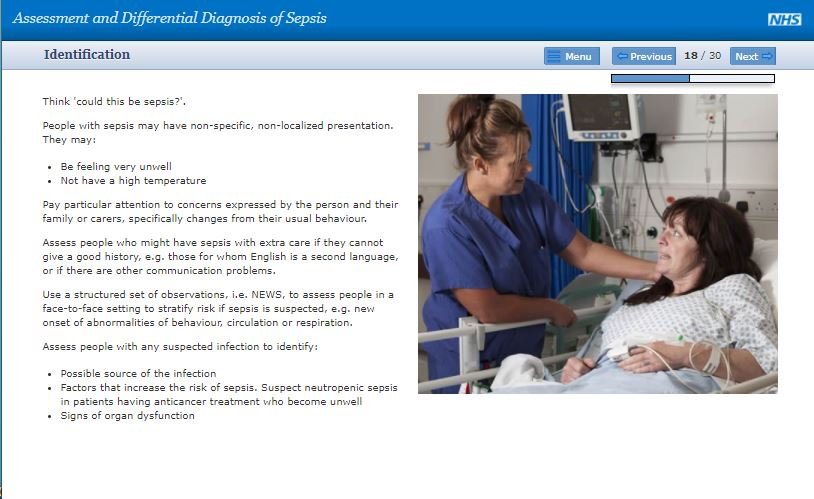 Assessment and Differential Diagnosis of Sepsis
NHS
Identification
Menu
Previous
18 / 30
Next
Think 'could this be sepsis?'.
People with sepsis may have non-specific, non-localized presentation.
They may:
• Be feeling very unwell
• Not have a high temperature
Pay particular attention to concerns expressed by the person and their
family or carers, specifically changes from their usual behaviour.
Assess people who might have sepsis with extra care if they cannot
give a good history, e.g. those for whom English is a second language,
or if there are other communication problems.
Use a structured set of observations, i.e. NEWS, to assess people in a
face-to-face setting to stratify risk if sepsis is suspected, e.g. new
onset of abnormalities of behaviour, circulation or respiration.
Assess people with any suspected infection to identify:
• Possible source of the infection
• Factors that increase the risk of sepsis. Suspect neutropenic sepsis
in patients having anticancer treatment who become unwell
• Signs of organ dysfunction